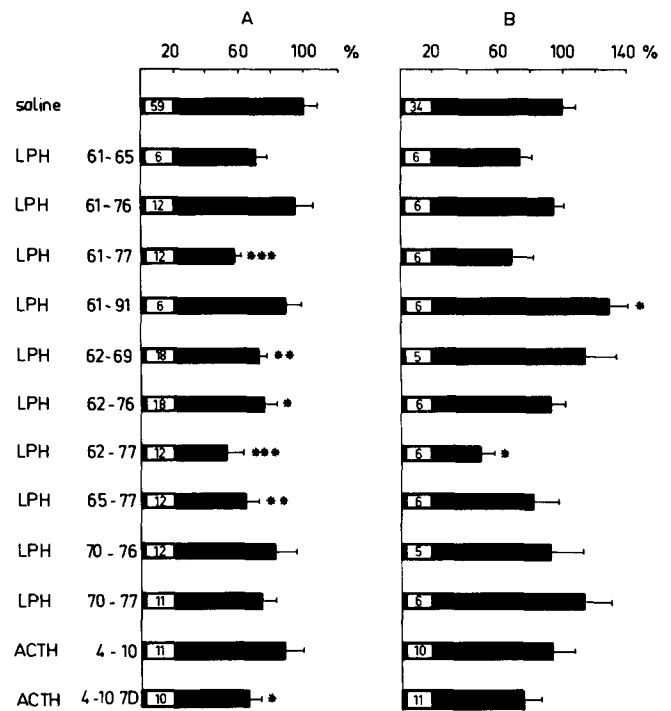 A B
20 60 100 % 20 60 100 140 %
saline 59 34
LPH 61-65 6 6
LPH 61-76 12 6
LPH 61-77 12 *** 6
LPH 61-91 6 6 *
LPH 62-69 18 ** 5
LPH 62-76 18 * 6
LPH 62-77 12 *** 6 *
LPH 65-77 12 ** 6
LPH 70-76 12 5
LPH 70-77 11 6
ACTH 4-10 11 10
ACTH 4-10 7D 10 * 11